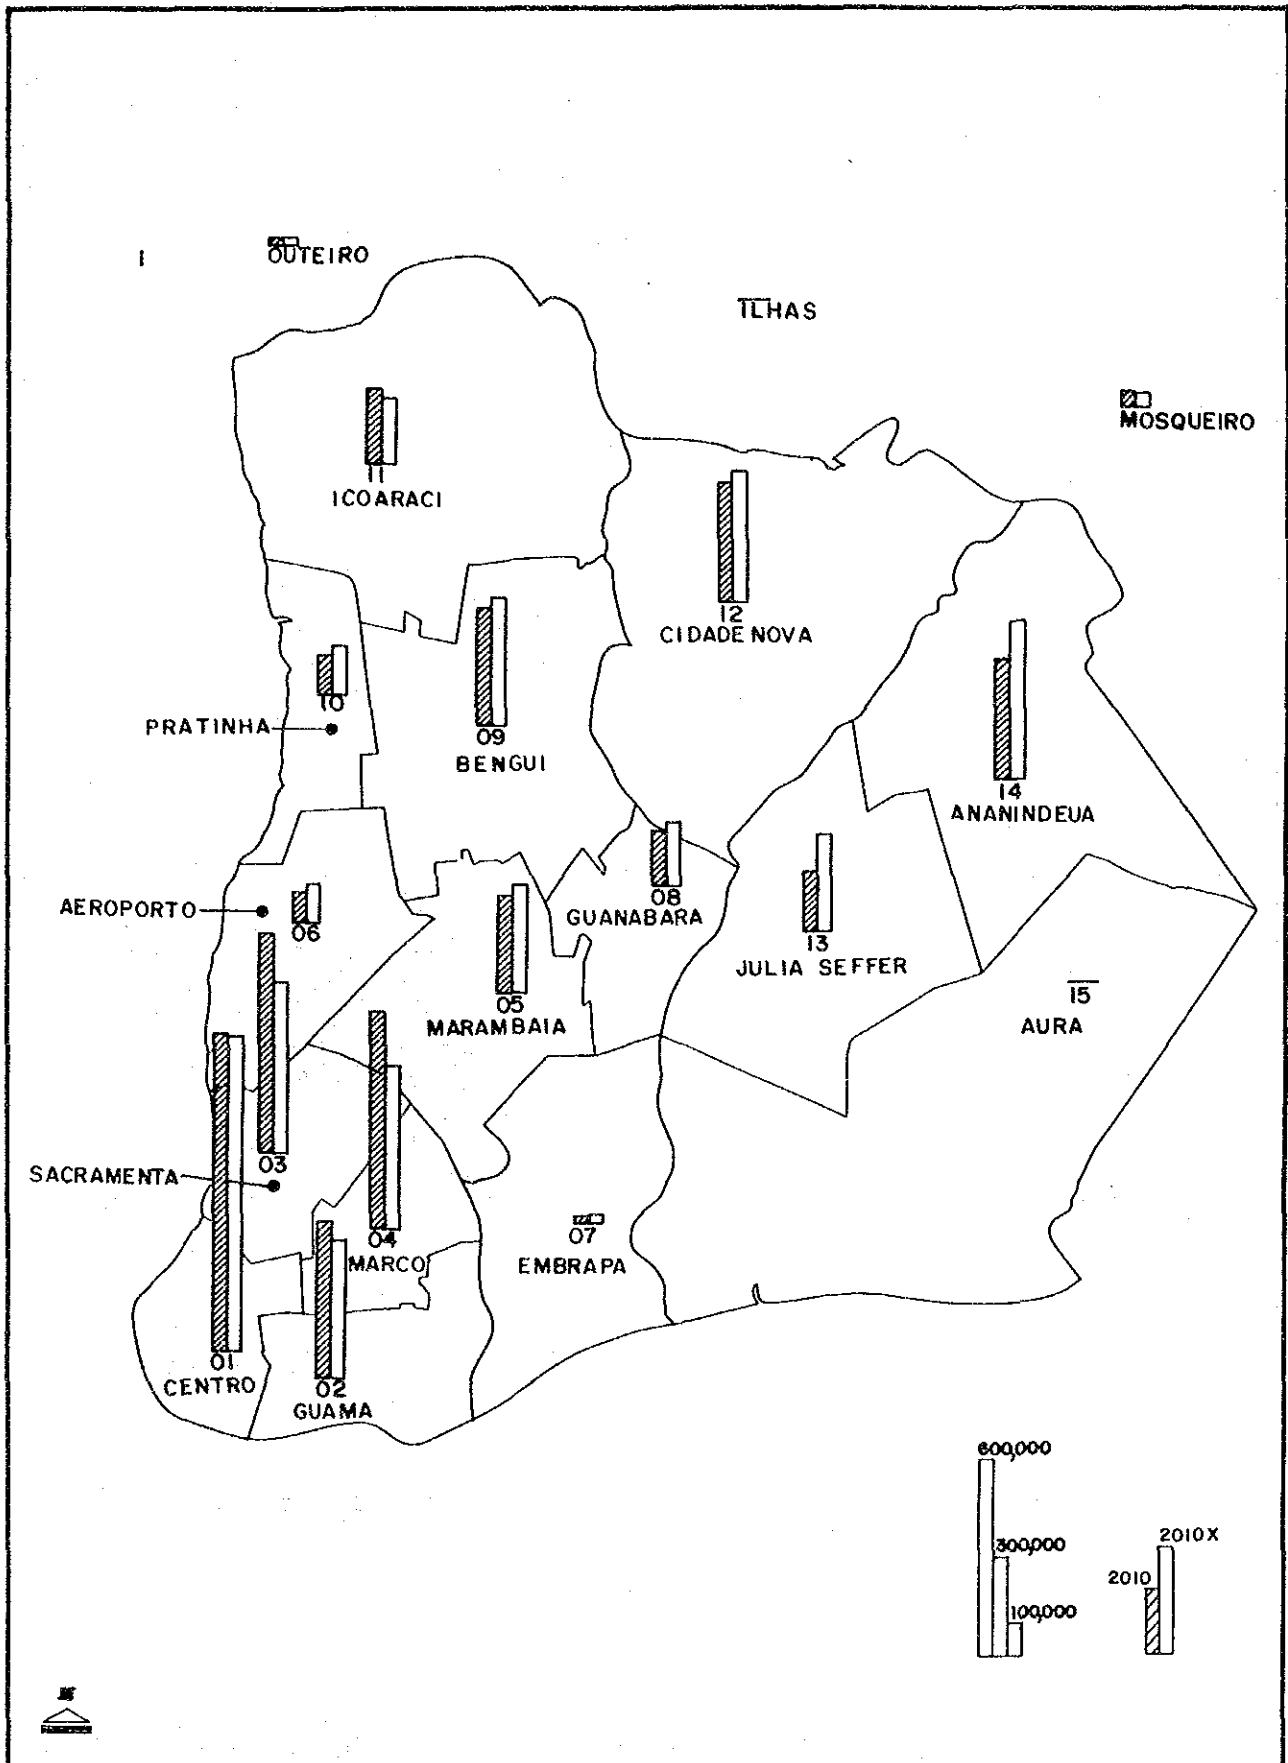 OUTEIRO
ILHAS
MOSQUEIRO
11
ICOARACI
12
CIDADE NOVA
10
PRATINHA
09
BENGUI
14
ANANINDEUA
08
GUANABARA
AEROPORTO
06
13
JULIA SEFFER
05
MARAMBAIA
15
AURA
03
SACRAMENTA
04
MARCO
07
EMBRAPA
01
CENTRO
02
GUAMA
600,000
300,000
100,000
2010X
2010